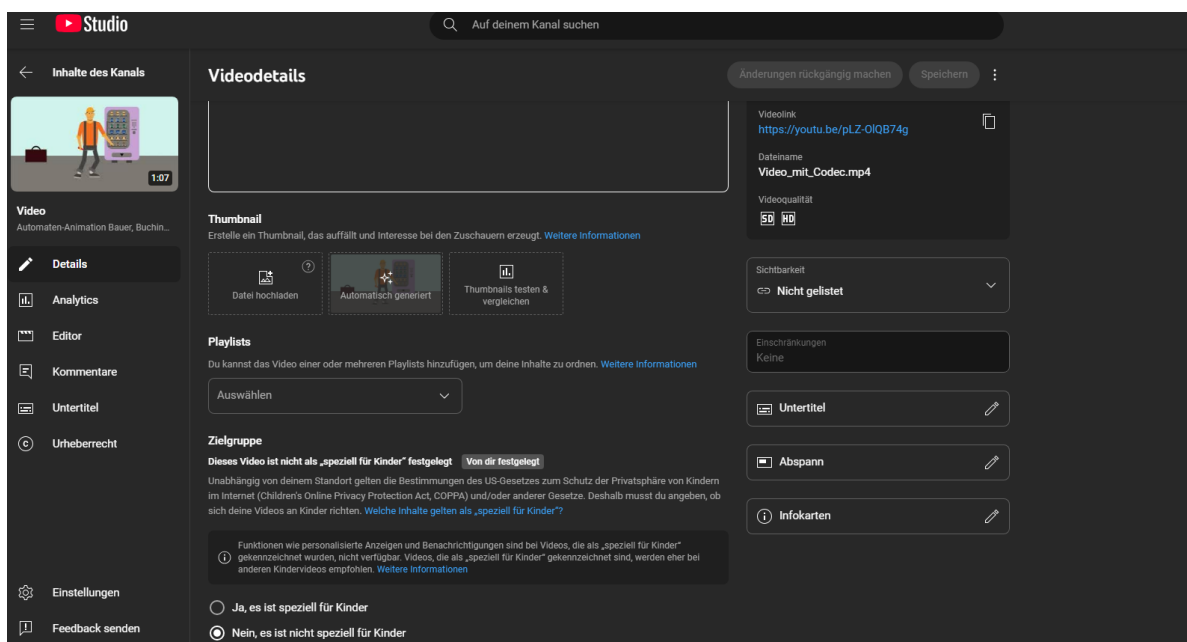 Studio
Auf deinem Kanal suchen
Inhalte des Kanals
1:07
Video
Automaten-Animation Bauer, Buchin...
Details
Analytics
Editor
Kommentare
Untertitel
Urheberrecht
Einstellungen
Feedback senden
Videodetails
Änderungen rückgängig machen
Speichern
Thumbnail
Erstelle ein Thumbnail, das auffällt und Interesse bei den Zuschauern erzeugt. Weitere Informationen
Datei hochladen
Automatisch generiert
Thumbnails testen &
vergleichen
Playlists
Du kannst das Video einer oder mehreren Playlists hinzufügen, um deine Inhalte zu ordnen. Weitere Informationen
Auswählen
Zielgruppe
Dieses Video ist nicht als „speziell für Kinder“ festgelegt Von dir festgelegt
Unabhängig von deinem Standort gelten die Bestimmungen des US-Gesetzes zum Schutz der Privatsphäre von Kindern
im Internet (Children's Online Privacy Protection Act, COPPA) und/oder anderer Gesetze. Deshalb musst du angeben, ob
sich deine Videos an Kinder richten. Welche Inhalte gelten als „speziell für Kinder“?
Funktionen wie personalisierte Anzeigen und Benachrichtigungen sind bei Videos, die als „speziell für Kinder“
gekennzeichnet wurden, nicht verfügbar. Videos, die als „speziell für Kinder“ gekennzeichnet sind, werden eher bei
anderen Kindervideos empfohlen. Weitere Informationen
Ja, es ist speziell für Kinder
Nein, es ist nicht speziell für Kinder
Videolink
https://youtu.be/pLZ-OlQB74g
Dateiname
Video_mit_Codec.mp4
Videoqualität
SD HD
Sichtbarkeit
Nicht gelistet
Einschränkungen
Keine
Untertitel
Abspann
Infokarten